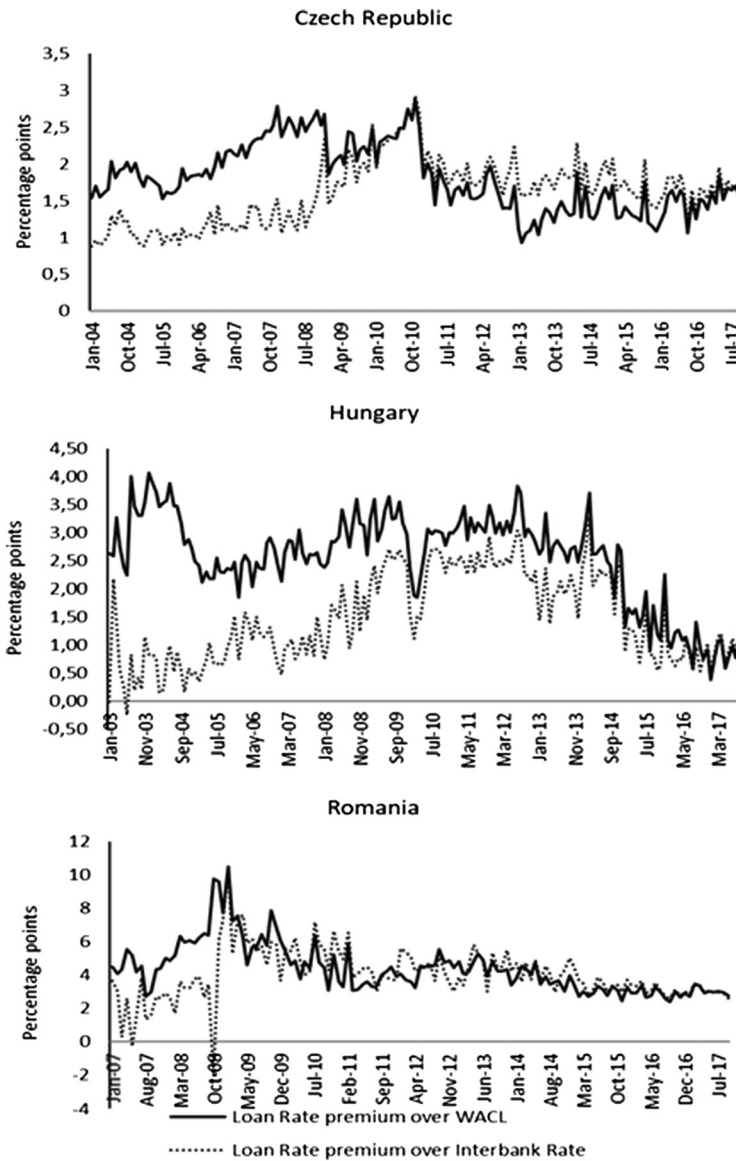 Czech Republic
Percentage points
3,5
3
2,5
2
1,5
1
0,5
0
Jan-04
Oct-04
Jul-05
Apr-06
Jan-07
Oct-07
Jul-08
Apr-09
Jan-10
Oct-10
Jul-11
Apr-12
Jan-13
Oct-13
Jul-14
Apr-15
Jan-16
Oct-16
Jul-17
Hungary
Percentage points
4,50
4,00
3,50
3,00
2,50
2,00
1,50
1,00
0,50
0,00
-0,50
Jan-03
Nov-03
Sep-04
Jul-05
May-06
Mar-07
Jan-08
Nov-08
Sep-09
Jul-10
May-11
Mar-12
Jan-13
Nov-13
Sep-14
Jul-15
May-16
Mar-17
Romania
Percentage points
12
10
8
6
4
2
0
-2
-4
Jan-07
Aug-07
Mar-08
Oct-08
May-09
Dec-09
Jul-10
Feb-11
Sep-11
Apr-12
Nov-12
Jun-13
Jan-14
Aug-14
Mar-15
Oct-15
May-16
Dec-16
Jul-17
Loan Rate premium over WACL
Loan Rate premium over Interbank Rate